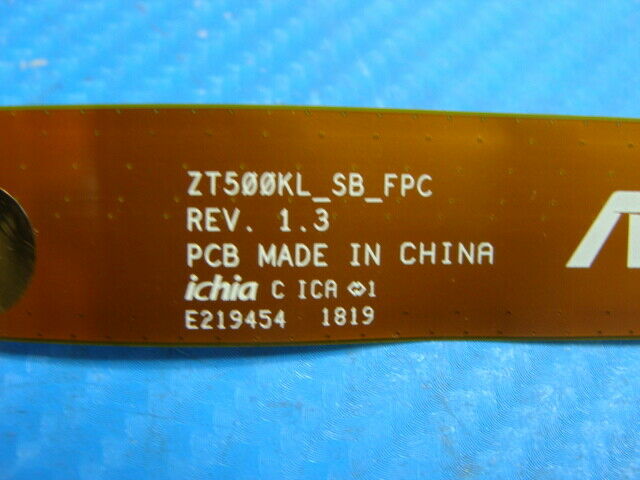 ZT500KL_SB_FPC
REV. 1.3
PCB MADE IN CHINA
ichia C ICA ⇔1
E219454 1819